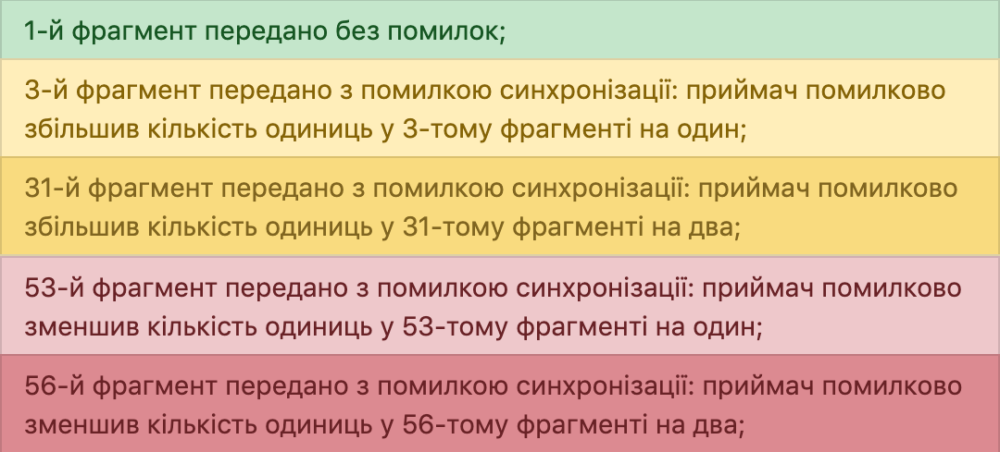 1-й фрагмент передано без помилок;
3-й фрагмент передано з помилкою синхронізації: приймач помилково
збільшив кількість одиниць у 3-тому фрагменті на один;
31-й фрагмент передано з помилкою синхронізації: приймач помилково
збільшив кількість одиниць у 31-тому фрагменті на два;
53-й фрагмент передано з помилкою синхронізації: приймач помилково
зменшив кількість одиниць у 53-тому фрагменті на один;
56-й фрагмент передано з помилкою синхронізації: приймач помилково
зменшив кількість одиниць у 56-тому фрагменті на два;